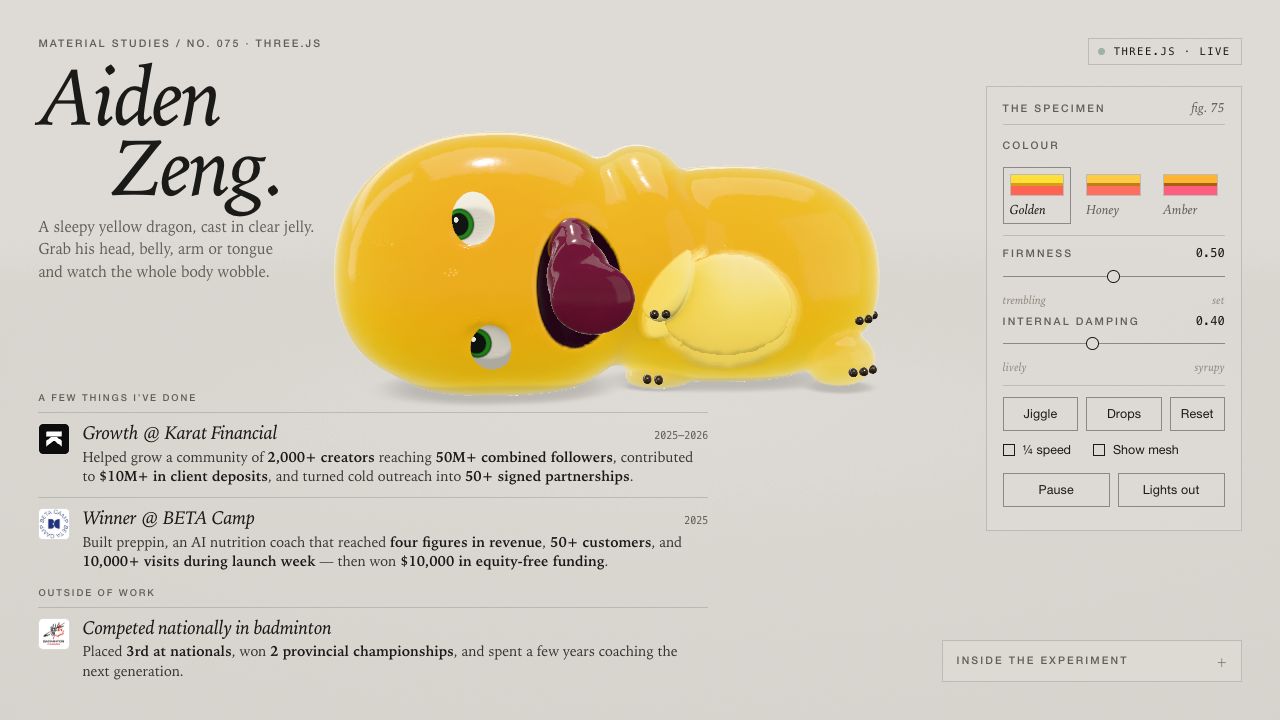 MATERIAL STUDIES / NO. 075 · THREE.JS
Aiden
Zeng.
A sleepy yellow dragon, cast in clear jelly.
Grab his head, belly, arm or tongue
and watch the whole body wobble.
A FEW THINGS I'VE DONE
Growth @ Karat Financial 2025–2026
Helped grow a community of 2,000+ creators reaching 50M+ combined followers, contributed
to $10M+ in client deposits, and turned cold outreach into 50+ signed partnerships.
Winner @ BETA Camp 2025
Built preppin, an AI nutrition coach that reached four figures in revenue, 50+ customers, and
10,000+ visits during launch week — then won $10,000 in equity-free funding.
OUTSIDE OF WORK
Competed nationally in badminton
Placed 3rd at nationals, won 2 provincial championships, and spent a few years coaching the
next generation.
THREE.JS · LIVE
THE SPECIMEN fig. 75
COLOUR
Golden Honey Amber
FIRMNESS 0.50
trembling set
INTERNAL DAMPING 0.40
lively syrupy
Jiggle Drops Reset
¼ speed Show mesh
Pause Lights out
INSIDE THE EXPERIMENT +